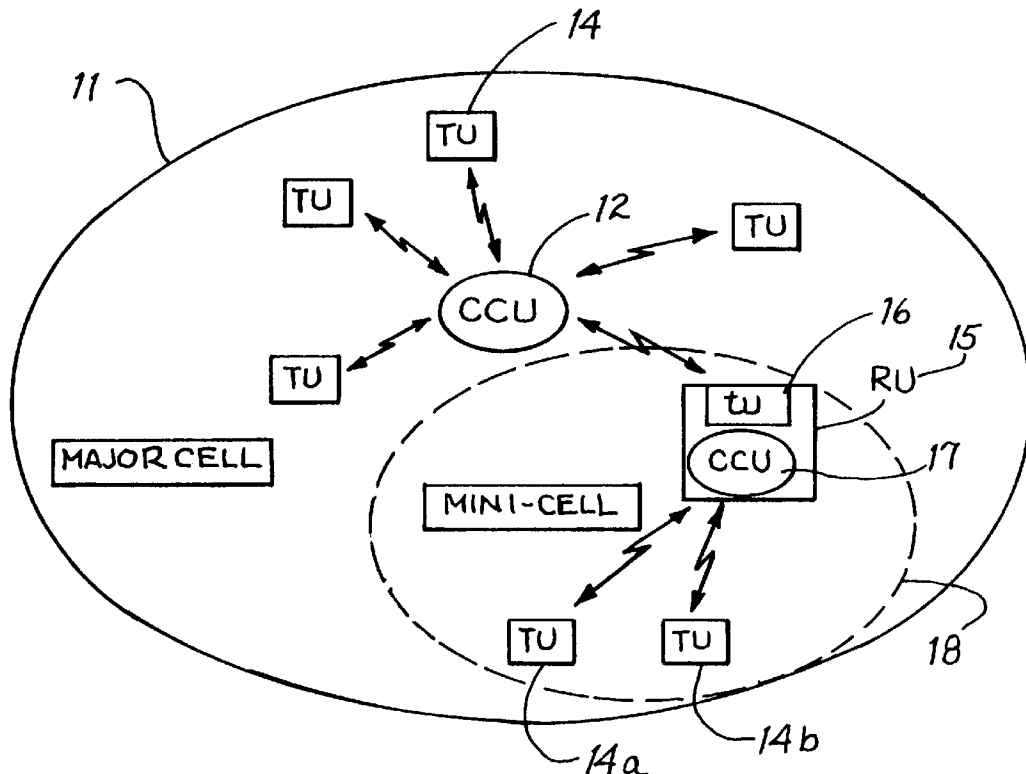 14
11
TU
TU
12
TU
CCU
16
15
TU
RU
tu
MAJOR CELL
CCU
17
MINI-CELL
TU
TU
18
14a
14b